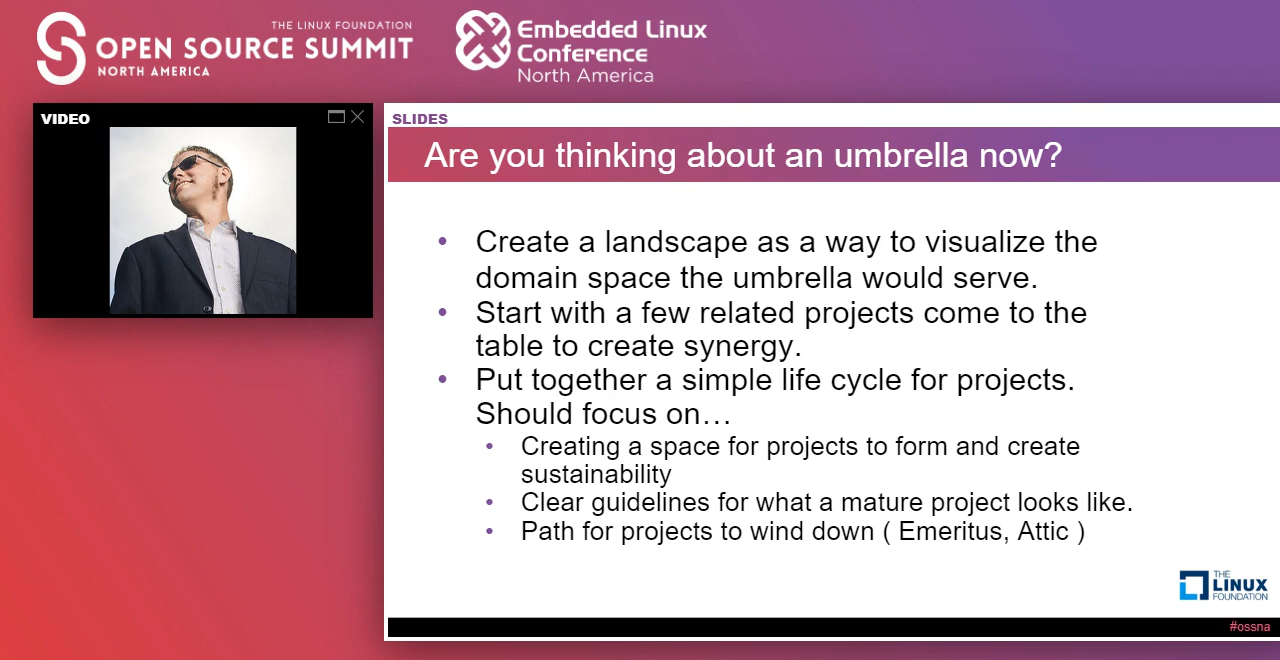 THE LINUX FOUNDATION
OPEN SOURCE SUMMIT
NORTH AMERICA
Embedded Linux
Conference
North America
VIDEO
SLIDES
Are you thinking about an umbrella now?
• Create a landscape as a way to visualize the
domain space the umbrella would serve.
• Start with a few related projects come to the
table to create synergy.
• Put together a simple life cycle for projects.
Should focus on…
• Creating a space for projects to form and create
sustainability
• Clear guidelines for what a mature project looks like.
• Path for projects to wind down ( Emeritus, Attic )
THE
LINUX
FOUNDATION
#ossna